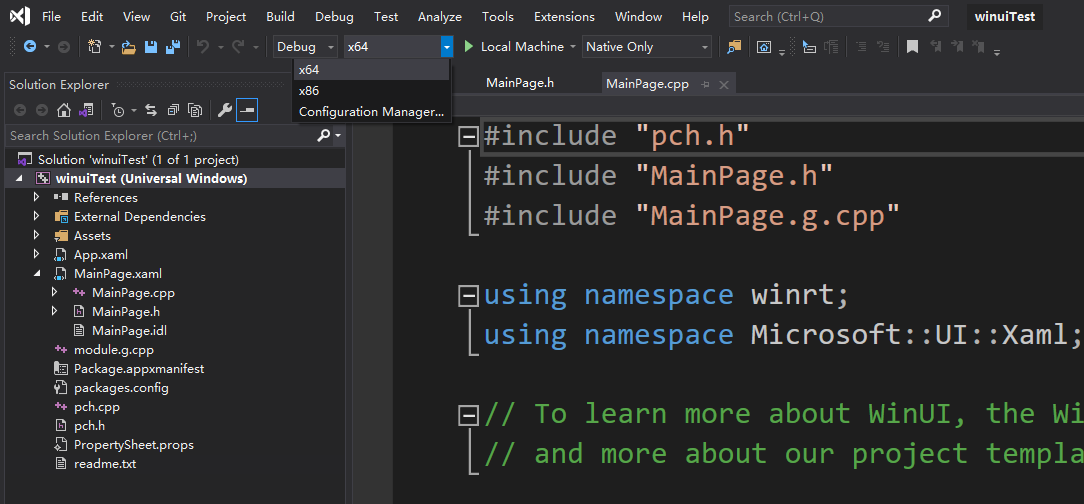 File Edit View Git Project Build Debug Test Analyze Tools Extensions Window Help Search (Ctrl+Q) winuiTest
Debug x64 Local Machine Native Only
x64
x86
Configuration Manager...
Solution Explorer
Search Solution Explorer (Ctrl+;)
Solution 'winuiTest' (1 of 1 project)
winuiTest (Universal Windows)
References
External Dependencies
Assets
App.xaml
MainPage.xaml
MainPage.cpp
MainPage.h
MainPage.idl
module.g.cpp
Package.appxmanifest
packages.config
pch.cpp
pch.h
PropertySheet.props
readme.txt
MainPage.h MainPage.cpp
#include "pch.h"
#include "MainPage.h"
#include "MainPage.g.cpp"
using namespace winrt;
using namespace Microsoft::UI::Xaml;
// To learn more about WinUI, the Wi
// and more about our project templa